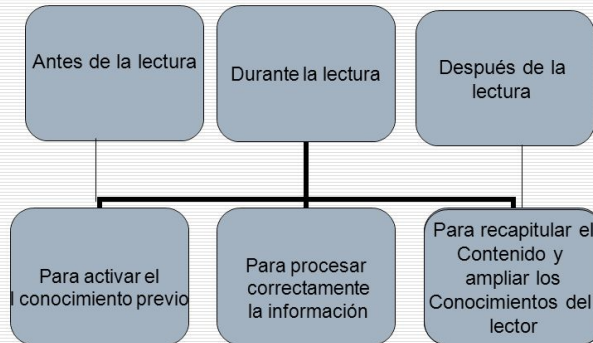 Antes de la lectura
Durante la lectura
Después de la
lectura
Para activar el
l conocimiento previo
Para procesar
correctamente
la información
Para recapitular el
Contenido y
ampliar los
Conocimientos del
lector